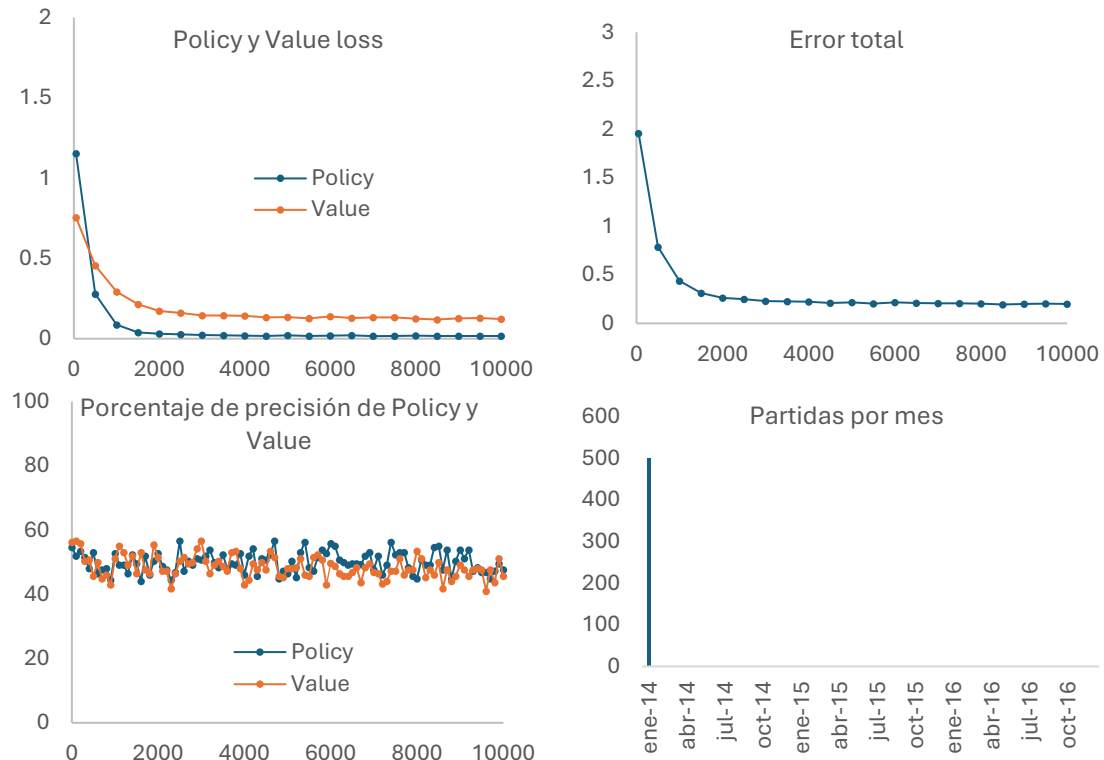 Policy y Value loss
2
1.5
1
0.5
0
Policy
Value
0 2000 4000 6000 8000 10000
Error total
3
2.5
2
1.5
1
0.5
0
0 2000 4000 6000 8000 10000
Porcentaje de precisión de Policy y
Value
100
80
60
40
20
0
Policy
Value
0 2000 4000 6000 8000 10000
Partidas por mes
600
500
400
300
200
100
0
ene-14
abr-14
jul-14
oct-14
ene-15
abr-15
jul-15
oct-15
ene-16
abr-16
jul-16
oct-16